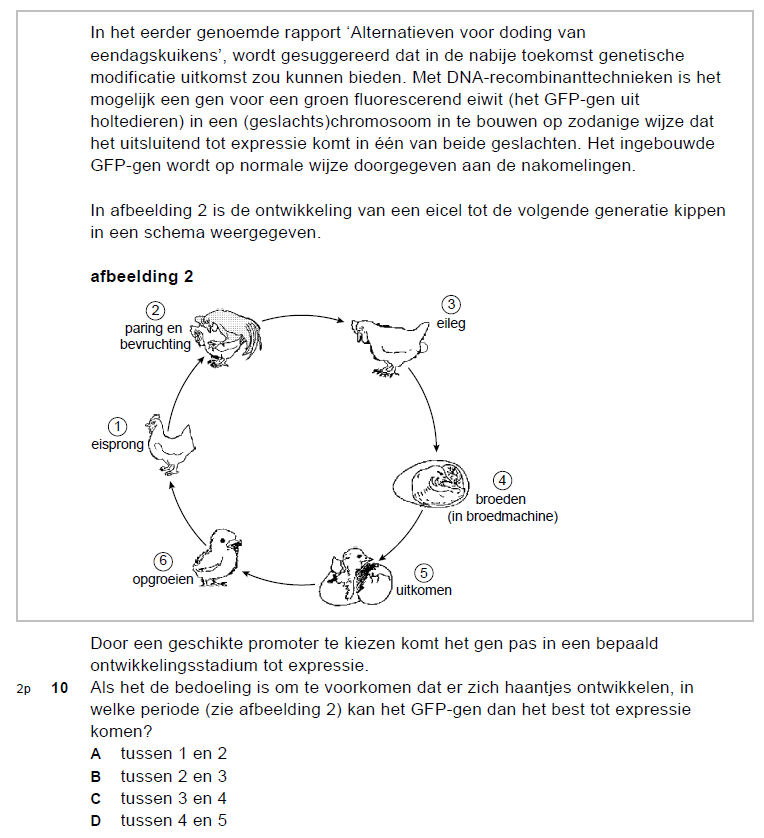 In het eerder genoemde rapport ‘Alternatieven voor doding van
eendagskuikens’, wordt gesuggereerd dat in de nabije toekomst genetische
modificatie uitkomst zou kunnen bieden. Met DNA-recombinanttechnieken is het
mogelijk een gen voor een groen fluorescerend eiwit (het GFP-gen uit
holtedieren) in een (geslachts)chromosoom in te bouwen op zodanige wijze dat
het uitsluitend tot expressie komt in één van beide geslachten. Het ingebouwde
GFP-gen wordt op normale wijze doorgegeven aan de nakomelingen.
In afbeelding 2 is de ontwikkeling van een eicel tot de volgende generatie kippen
in een schema weergegeven.
afbeelding 2
2
paring en
bevruchting
3
eileg
1
eisprong
4
broeden
(in broedmachine)
6
opgroeien
5
uitkomen
Door een geschikte promoter te kiezen komt het gen pas in een bepaald
ontwikkelingsstadium tot expressie.
2p 10 Als het de bedoeling is om te voorkomen dat er zich haantjes ontwikkelen, in
welke periode (zie afbeelding 2) kan het GFP-gen dan het best tot expressie
komen?
A tussen 1 en 2
B tussen 2 en 3
C tussen 3 en 4
D tussen 4 en 5